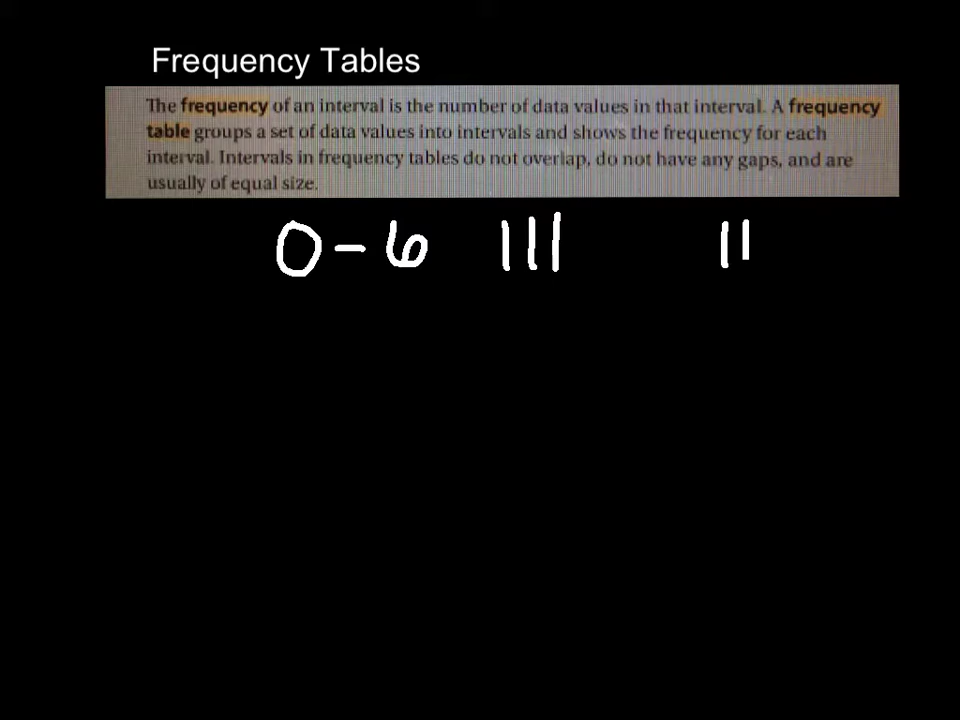 Frequency Tables
The frequency of an interval is the number of data values in that interval. A frequency
table groups a set of data values into intervals and shows the frequency for each
interval. Intervals in frequency tables do not overlap, do not have any gaps, and are
usually of equal size.
0 - 6 ||| ||